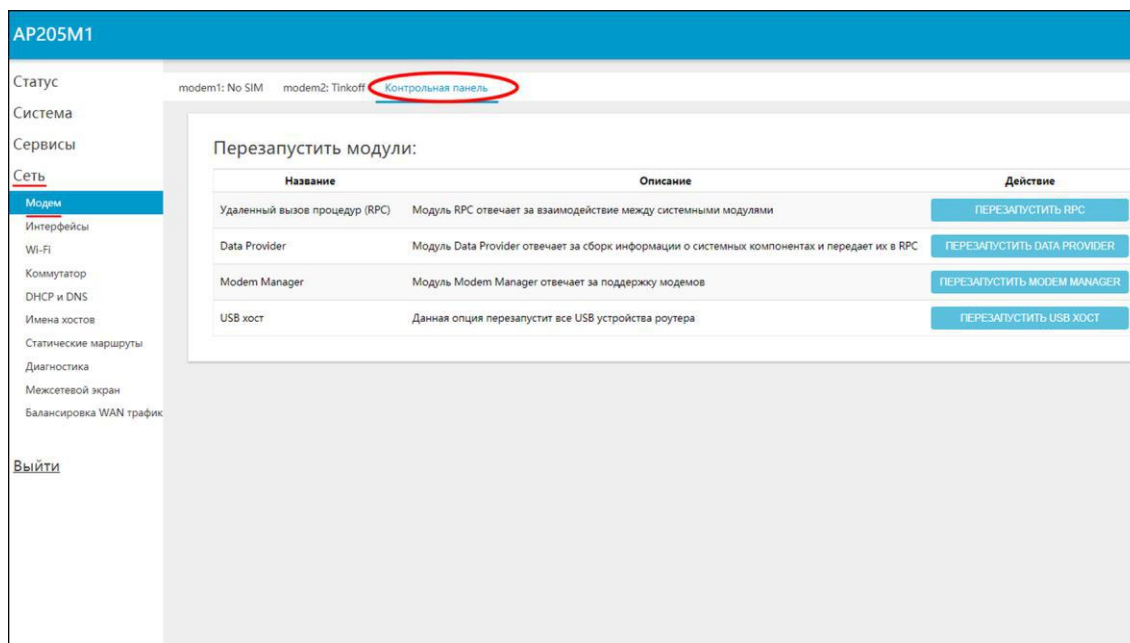 AP205M1
Статус
Система
Сервисы
Сеть
Модем
Интерфейсы
Wi-Fi
Коммутатор
DHCP и DNS
Имена хостов
Статические маршруты
Диагностика
Межсетевой экран
Балансировка WAN трафик
Выйти
modem1: No SIM modem2: Tinkoff Контрольная панель
Перезапустить модули:
Название Описание Действие
Удаленный вызов процедур (RPC) Модуль RPC отвечает за взаимодействие между системными модулями ПЕРЕЗАПУСТИТЬ RPC
Data Provider Модуль Data Provider отвечает за сборк информации о системных компонентах и передает их в RPC ПЕРЕЗАПУСТИТЬ DATA PROVIDER
Modem Manager Модуль Modem Manager отвечает за поддержку модемов ПЕРЕЗАПУСТИТЬ MODEM MANAGER
USB хост Данная опция перезапустит все USB устройства роутера ПЕРЕЗАПУСТИТЬ USB ХОСТ